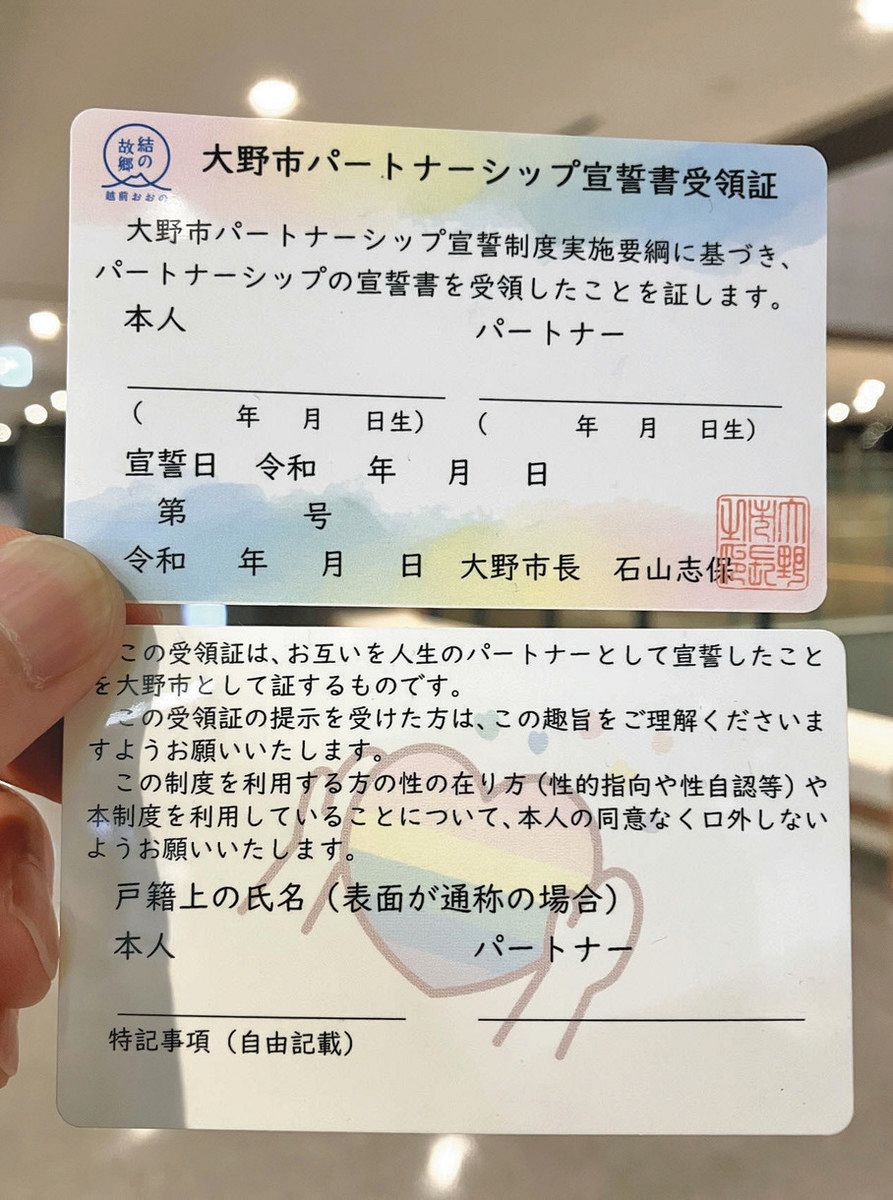 結の
故郷
越前おおの
大野市パートナーシップ宣誓書受領証
大野市パートナーシップ宣誓制度実施要綱に基づき、
パートナーシップの宣誓書を受領したことを証します。
本人 パートナー
( 年 月 日生) ( 年 月 日生)
宣誓日 令和 年 月 日
第 号
令和 年 月 日 大野市長 石山志保
大野
市長
之印
この受領証は、お互いを人生のパートナーとして宣誓したこと
を大野市として証するものです。
この受領証の提示を受けた方は、この趣旨をご理解くださいま
すようお願いいたします。
この制度を利用する方の性の在り方（性的指向や性自認等）や
本制度を利用していることについて、本人の同意なく口外しない
ようお願いいたします。
戸籍上の氏名（表面が通称の場合）
本人 パートナー
特記事項（自由記載）